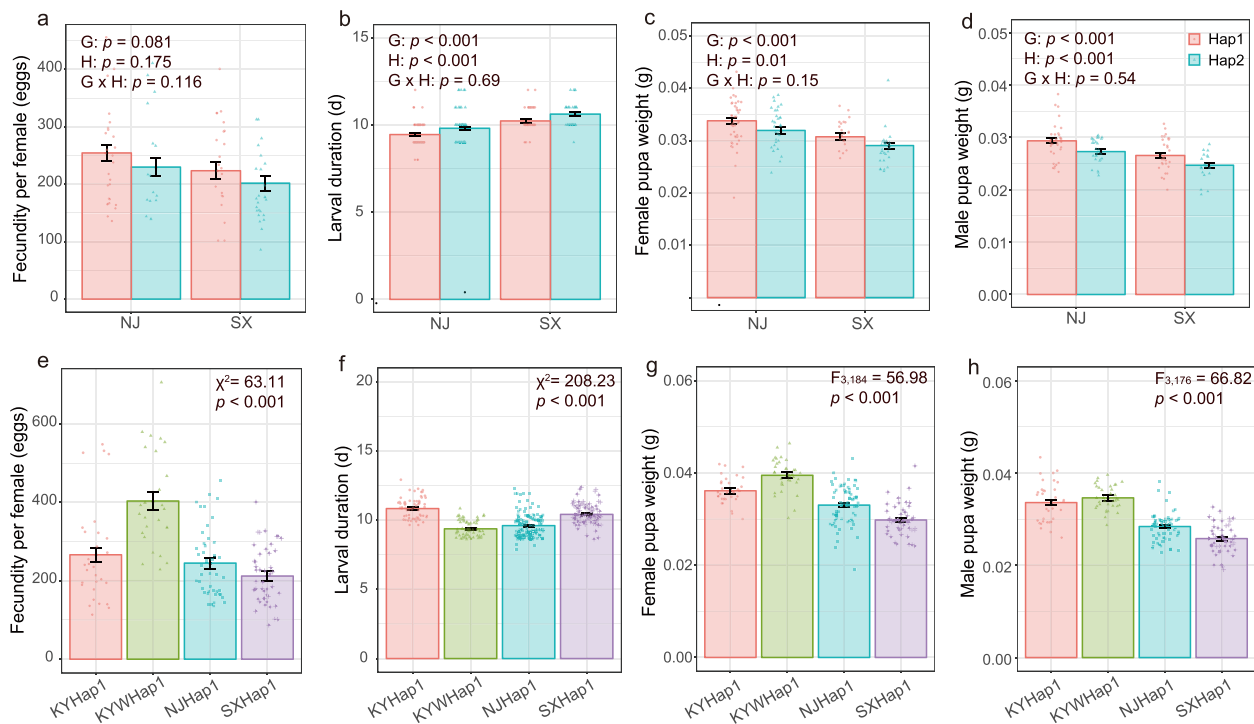 a
G: p = 0.081
H: p = 0.175
G x H: p = 0.116
Fecundity per female (eggs)
400
300
200
100
0
NJ
SX
b
G: p < 0.001
H: p < 0.001
G x H: p = 0.69
Larval duration (d)
15
10
5
0
NJ
SX
c
G: p < 0.001
H: p = 0.01
G x H: p = 0.15
Female pupa weight (g)
0.04
0.03
0.02
0.01
NJ
SX
d
G: p < 0.001
H: p < 0.001
G x H: p = 0.54
Hap1
Hap2
Male pupa weight (g)
0.04
0.03
0.02
0.01
0.00
NJ
SX
e
χ²= 63.11
p < 0.001
Fecundity per female (eggs)
600
400
200
0
KYHap1
KYWHap1
NJHap1
SXHap1
f
χ²= 208.23
p < 0.001
Larval duration (d)
20
15
10
5
0
KYHap1
KYWHap1
NJHap1
SXHap1
g
F3,184 = 56.98
p < 0.001
Female pupa weight (g)
0.06
0.04
0.02
0.00
KYHap1
KYWHap1
NJHap1
SXHap1
h
F3,176 = 66.82
p < 0.001
Male pupa weight (g)
0.06
0.04
0.02
0.00
KYHap1
KYWHap1
NJHap1
SXHap1